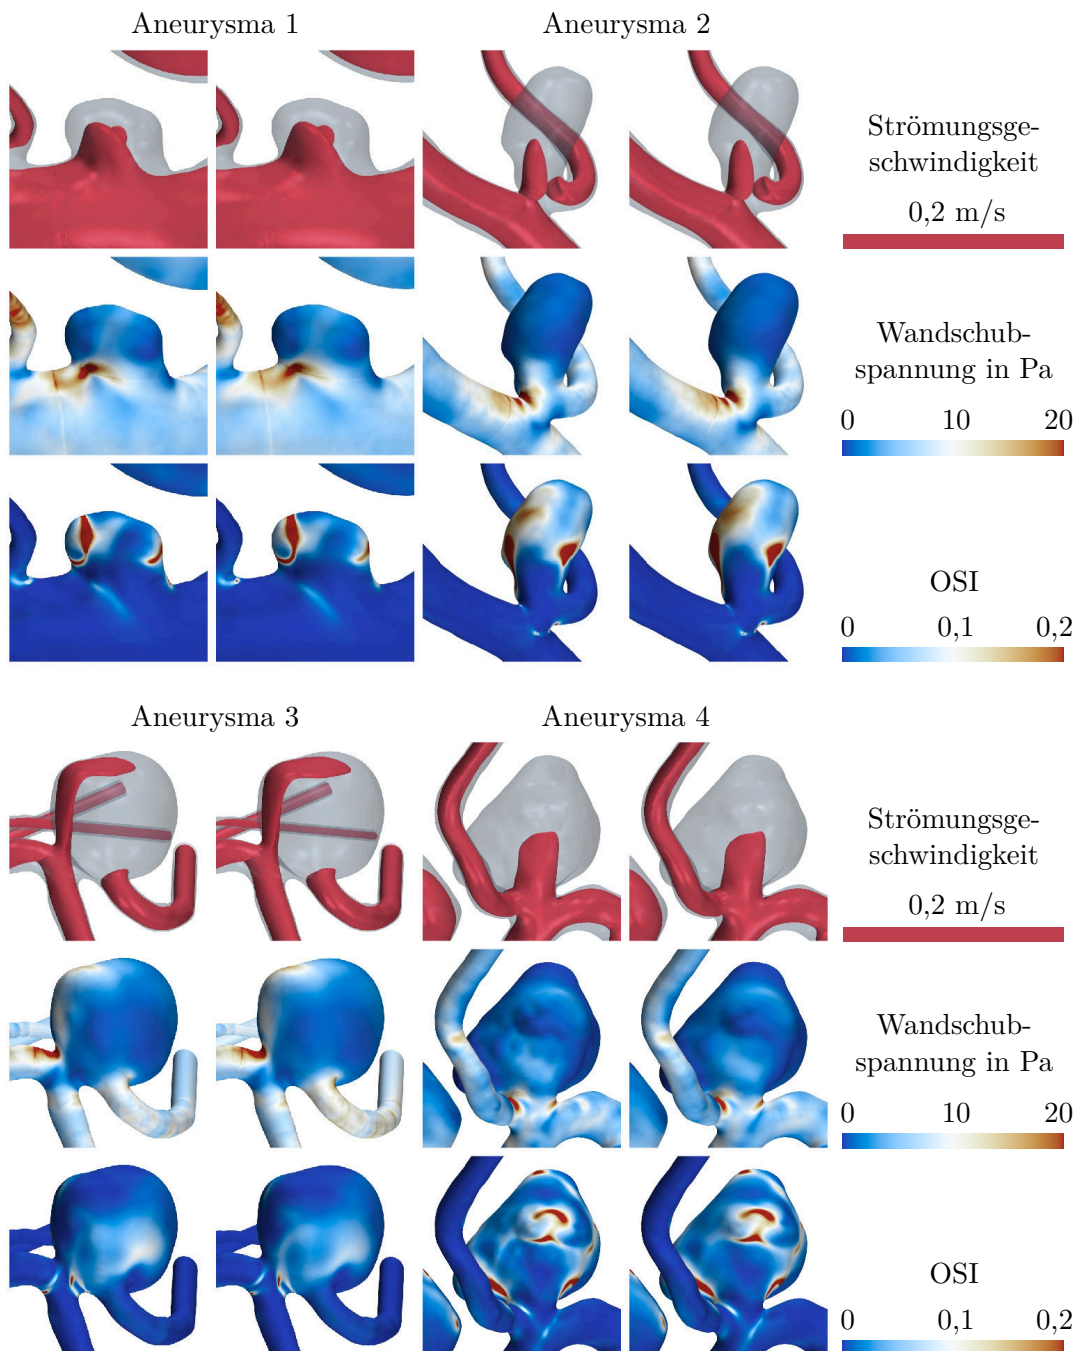 Aneurysma 1
Aneurysma 2
Strömungsge-
schwindigkeit
0,2 m/s
Wandschub-
spannung in Pa
0 10 20
OSI
0 0,1 0,2
Aneurysma 3
Aneurysma 4
Strömungsge-
schwindigkeit
0,2 m/s
Wandschub-
spannung in Pa
0 10 20
OSI
0 0,1 0,2